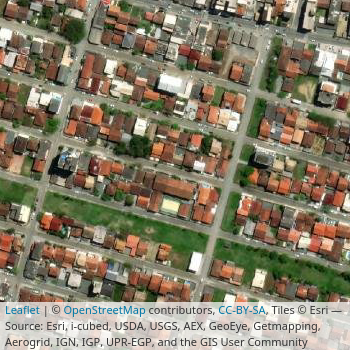 Leaflet | © OpenStreetMap contributors, CC-BY-SA, Tiles © Esri —
Source: Esri, i-cubed, USDA, USGS, AEX, GeoEye, Getmapping,
Aerogrid, IGN, IGP, UPR-EGP, and the GIS User Community